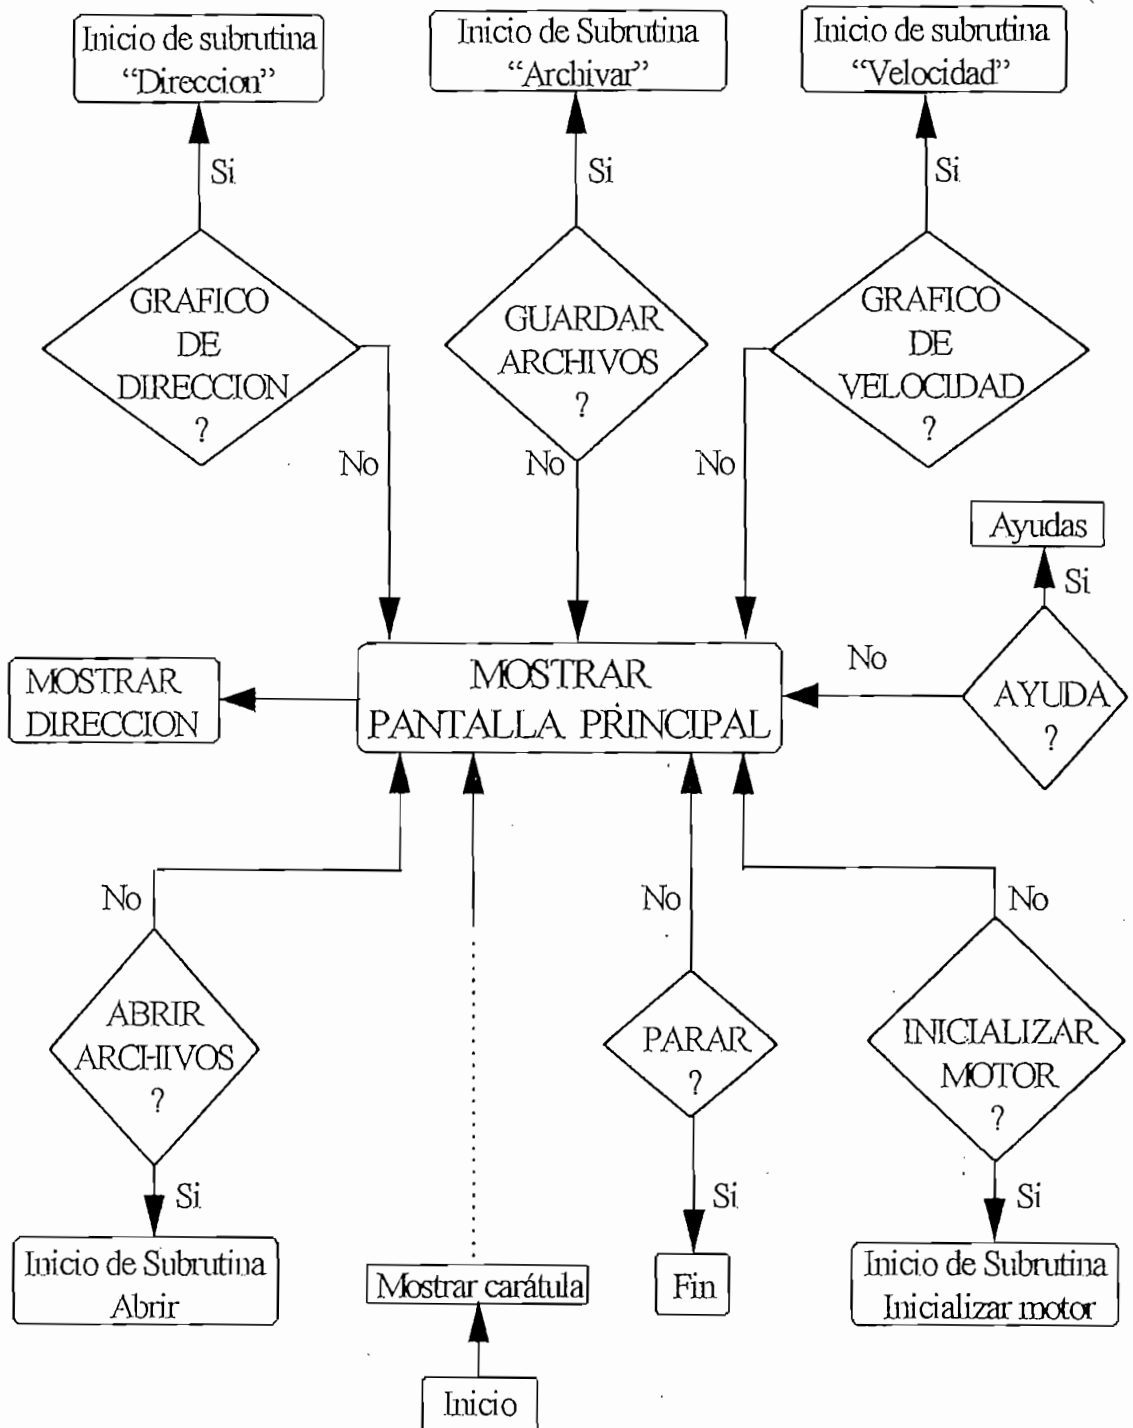 Inicio de subrutina
“Direccion”
Inicio de Subrutina
“Archivar”
Inicio de subrutina
“Velocidad”
Si
Si
Si
GRAFICO
DE
DIRECCION
?
GUARDAR
ARCHIVOS
?
GRAFICO
DE
VELOCIDAD
?
No
No
No
Ayudas
Si
AYUDA
?
No
MOSTRAR
DIRECCION
MOSTRAR
PANTALLA PRINCIPAL
No
No
No
ABRIR
ARCHIVOS
?
PARAR
?
INICIALIZAR
MOTOR
?
Si
Si
Si
Inicio de Subrutina
Abrir
Mostrar carátula
Fin
Inicio de Subrutina
Inicializar motor
Inicio